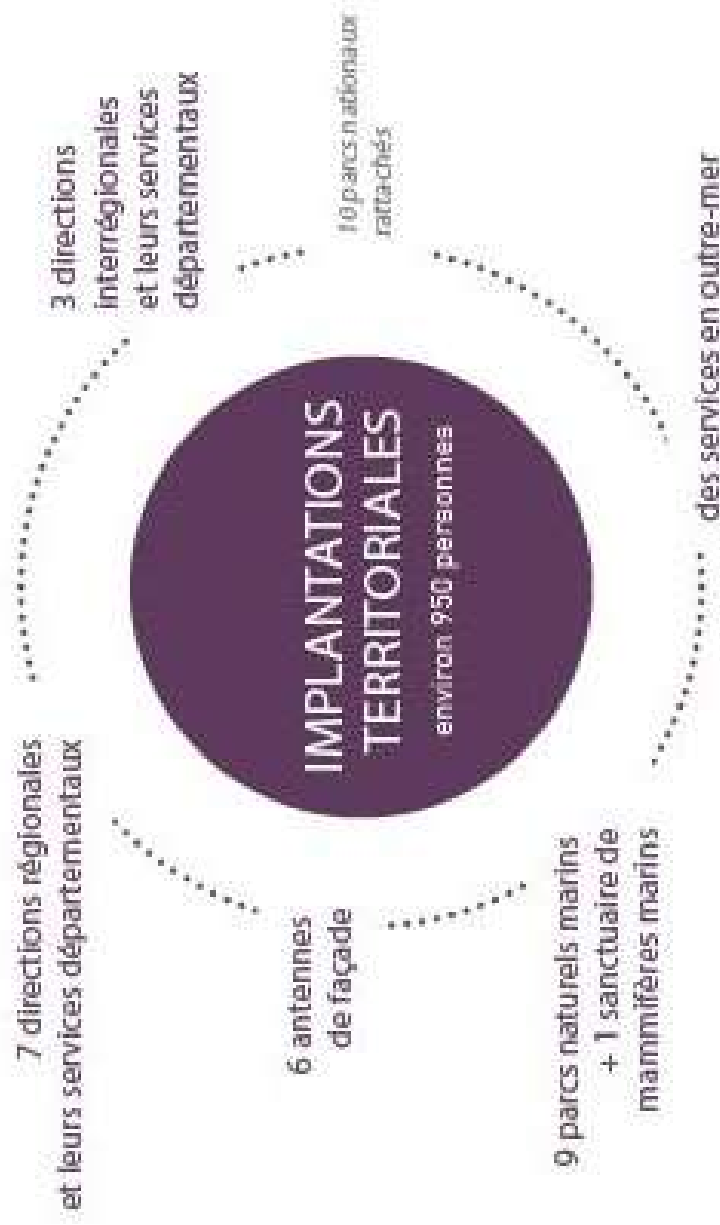 7 directions régionales
et leurs services départementaux
3 directions
interrégionales
et leurs services
départementaux
6 antennes
de façade
IMPLANTATIONS
TERRITORIALES
environ 950 personnes
10 parcs nationaux
rattachés
9 parcs naturels marins
+ 1 sanctuaire de
mammifères marins
des services en outre-mer